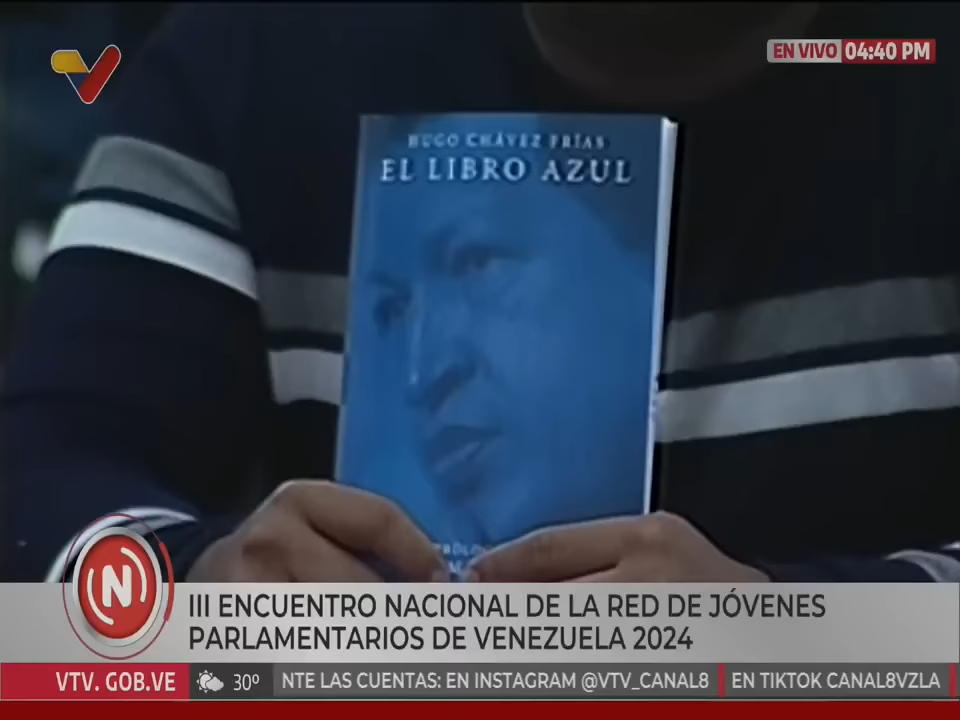 EN VIVO 04:40 PM
HUGO CHÁVEZ FRÍAS
EL LIBRO AZUL
N
III ENCUENTRO NACIONAL DE LA RED DE JÓVENES
PARLAMENTARIOS DE VENEZUELA 2024
VTV. GOB.VE 30° NTE LAS CUENTAS: EN INSTAGRAM @VTV_CANAL8 EN TIKTOK CANAL8VZLA